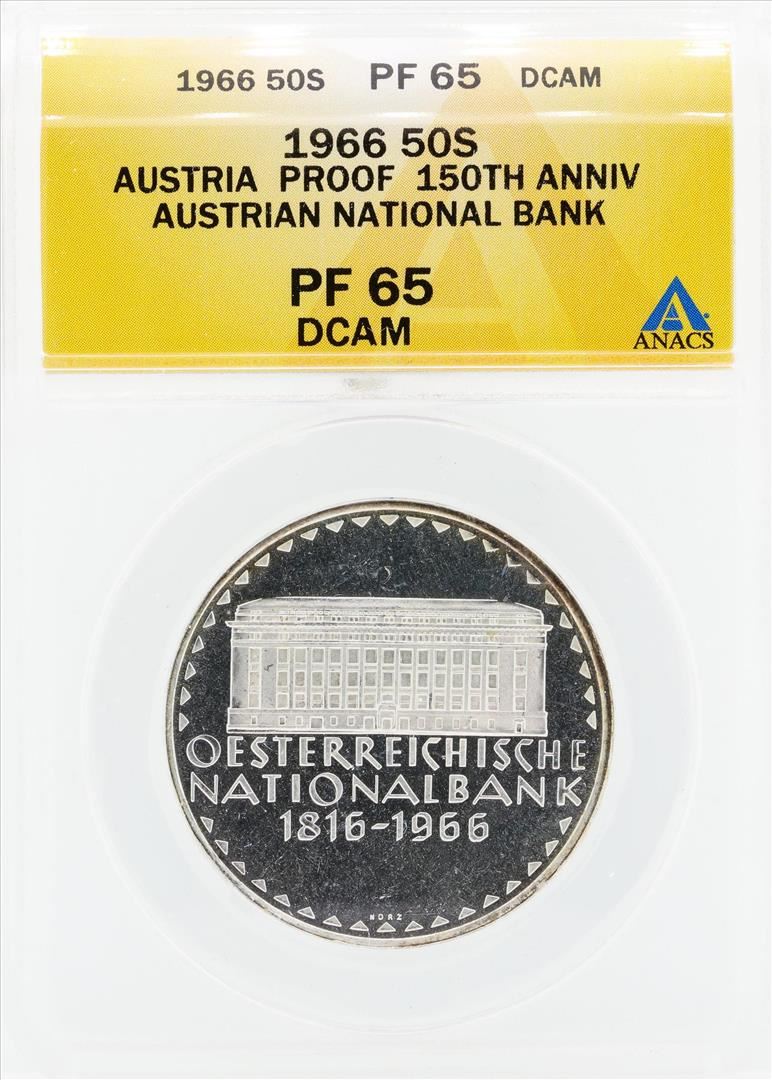 1966 50S PF 65 DCAM
1966 50S
AUSTRIA PROOF 150TH ANNIV
AUSTRIAN NATIONAL BANK
PF 65
DCAM
ANACS
OESTERREICHISCHE
NATIONALBANK
1816-1966